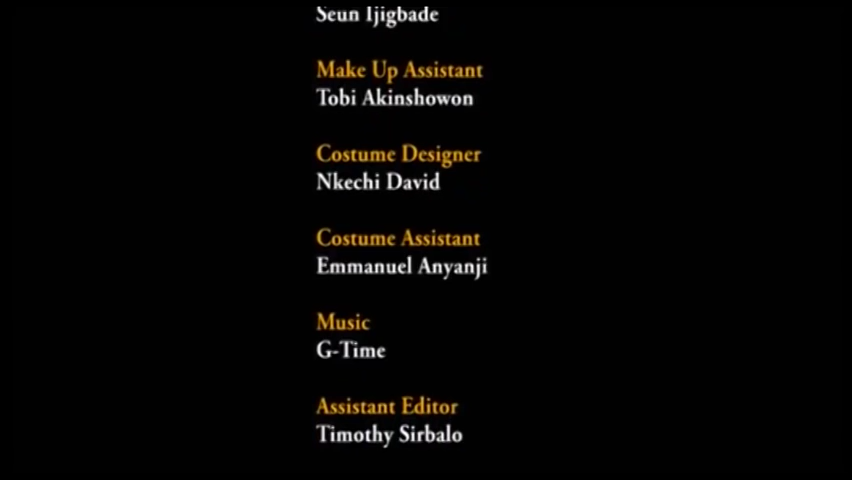 Seun Ijigbade
Make Up Assistant
Tobi Akinshowon
Costume Designer
Nkechi David
Costume Assistant
Emmanuel Anyanji
Music
G-Time
Assistant Editor
Timothy Sirbalo